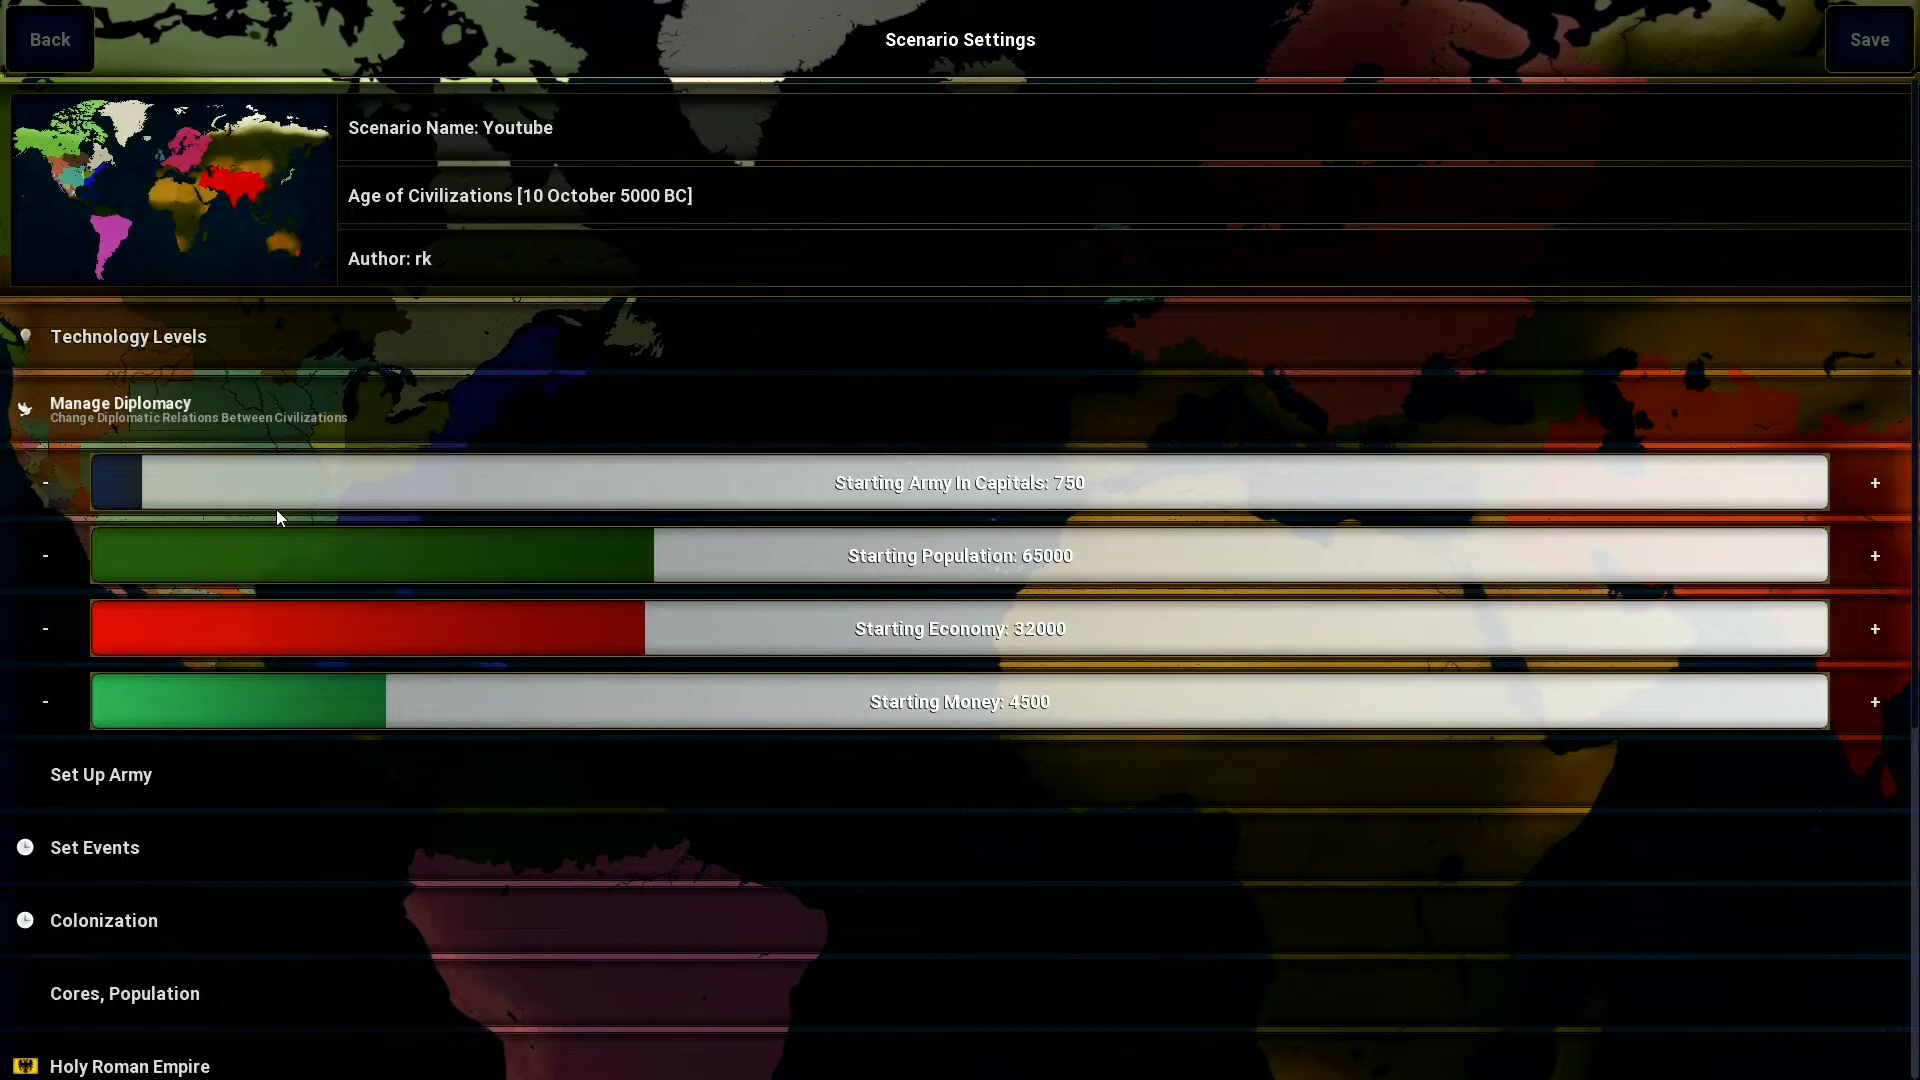 Back
Scenario Settings
Save
Scenario Name: Youtube
Age of Civilizations [10 October 5000 BC]
Author: rk
Technology Levels
Manage Diplomacy
Change Diplomatic Relations Between Civilizations
- Starting Army In Capitals: 750 +
- Starting Population: 65000 +
- Starting Economy: 32000 +
- Starting Money: 4500 +
Set Up Army
Set Events
Colonization
Cores, Population
Holy Roman Empire